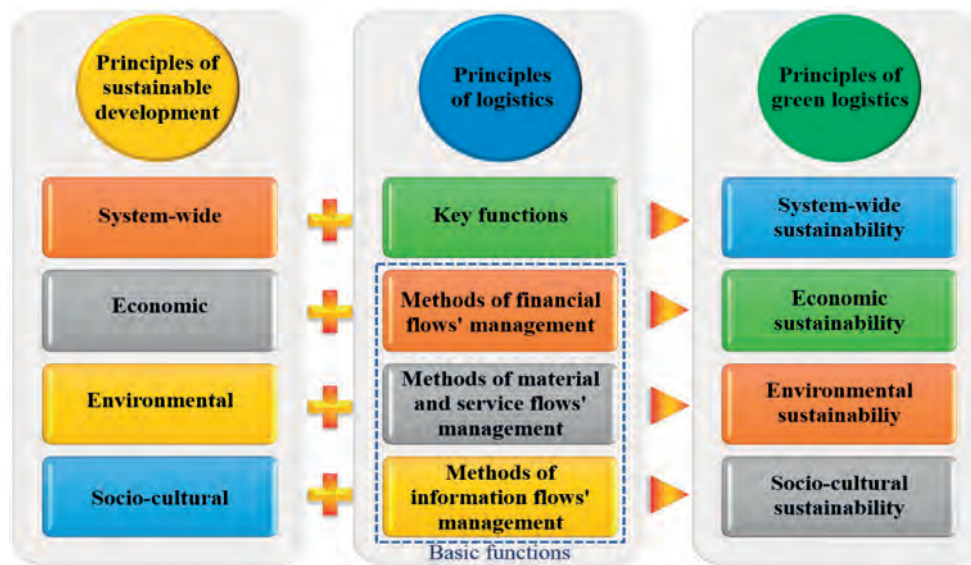 Principles of
sustainable
development
Principles
of logistics
Principles of
green logistics
System-wide
Key functions
System-wide
sustainability
Economic
Methods of financial
flows' management
Economic
sustainability
Environmental
Methods of material
and service flows'
management
Environmental
sustainabiliy
Socio-cultural
Methods of
information flows'
management
Socio-cultural
sustainability
Basic functions